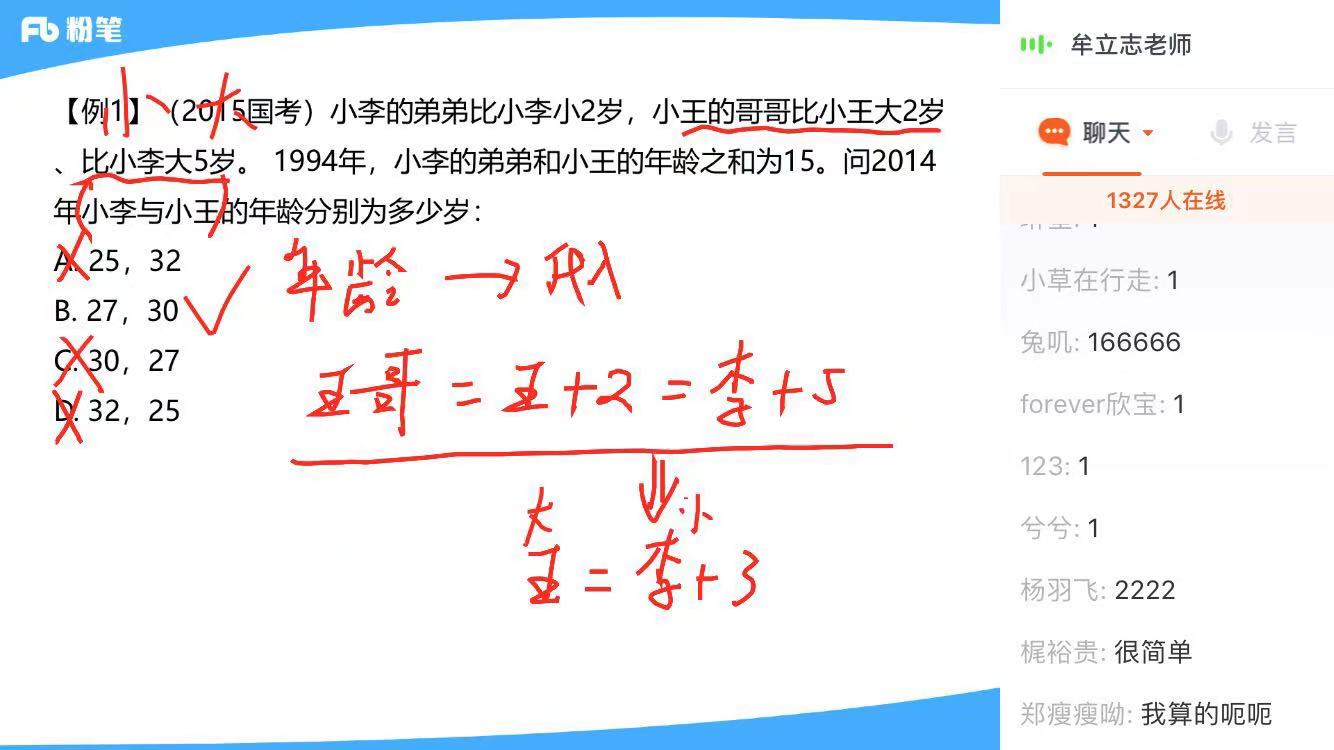 粉笔
小 大
【例1】（2015国考）小李的弟弟比小李小2岁，小王的哥哥比小王大2岁
、比小李大5岁。 1994年，小李的弟弟和小王的年龄之和为15。问2014
年小李与小王的年龄分别为多少岁：
A. 25，32
B. 27，30
C. 30，27
D. 32，25
年龄 → 代入
王哥 = 王+2 = 李+5
大 小
王 = 李+3
牟立志老师
聊天
发言
1327人在线
小草在行走: 1
兔叽: 166666
forever欣宝: 1
123: 1
兮兮: 1
杨羽飞: 2222
梶裕贵: 很简单
郑瘦瘦呦: 我算的呃呃